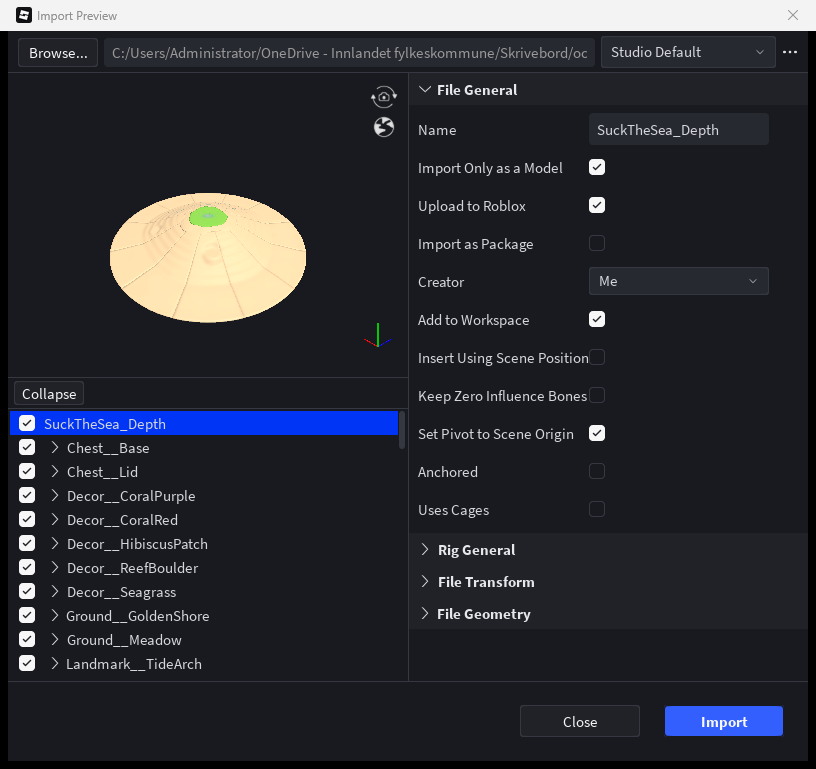 Import Preview
Browse...
C:/Users/Administrator/OneDrive - Innlandet fylkeskommune/Skrivebord/oc
Studio Default
File General
Name
SuckTheSea_Depth
Import Only as a Model
Upload to Roblox
Import as Package
Creator
Me
Add to Workspace
Insert Using Scene Position
Keep Zero Influence Bones
Set Pivot to Scene Origin
Anchored
Uses Cages
Rig General
File Transform
File Geometry
Collapse
SuckTheSea_Depth
Chest__Base
Chest__Lid
Decor__CoralPurple
Decor__CoralRed
Decor__HibiscusPatch
Decor__ReefBoulder
Decor__Seagrass
Ground__GoldenShore
Ground__Meadow
Landmark__TideArch
Close
Import